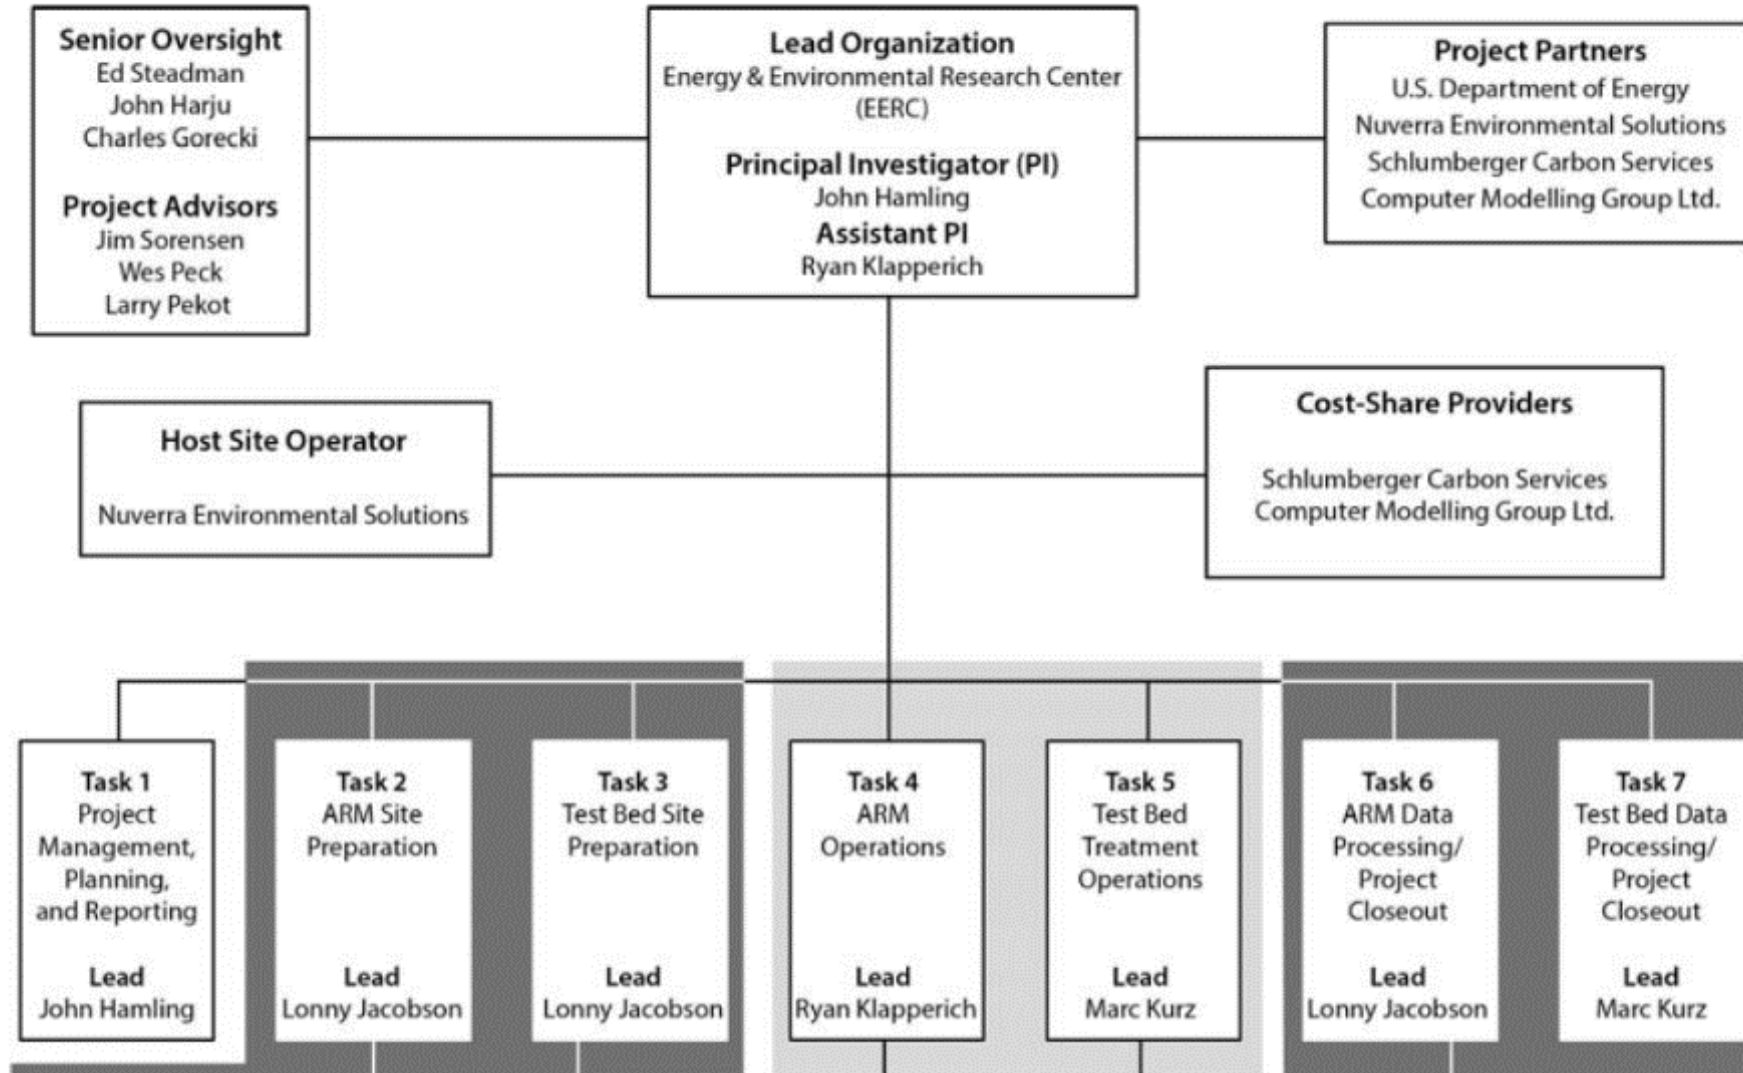 Senior Oversight
Ed Steadman
John Harju
Charles Gorecki
Project Advisors
Jim Sorensen
Wes Peck
Larry Pekot
Lead Organization
Energy & Environmental Research Center
(EERC)
Principal Investigator (PI)
John Hamling
Assistant PI
Ryan Klapperich
Project Partners
U.S. Department of Energy
Nuverra Environmental Solutions
Schlumberger Carbon Services
Computer Modelling Group Ltd.
Host Site Operator
Nuverra Environmental Solutions
Cost-Share Providers
Schlumberger Carbon Services
Computer Modelling Group Ltd.
Task 1
Project
Management,
Planning,
and Reporting
Lead
John Hamling
Task 2
ARM Site
Preparation
Lead
Lonny Jacobson
Task 3
Test Bed Site
Preparation
Lead
Lonny Jacobson
Task 4
ARM
Operations
Lead
Ryan Klapperich
Task 5
Test Bed
Treatment
Operations
Lead
Marc Kurz
Task 6
ARM Data
Processing/
Project
Closeout
Lead
Lonny Jacobson
Task 7
Test Bed Data
Processing/
Project
Closeout
Lead
Marc Kurz